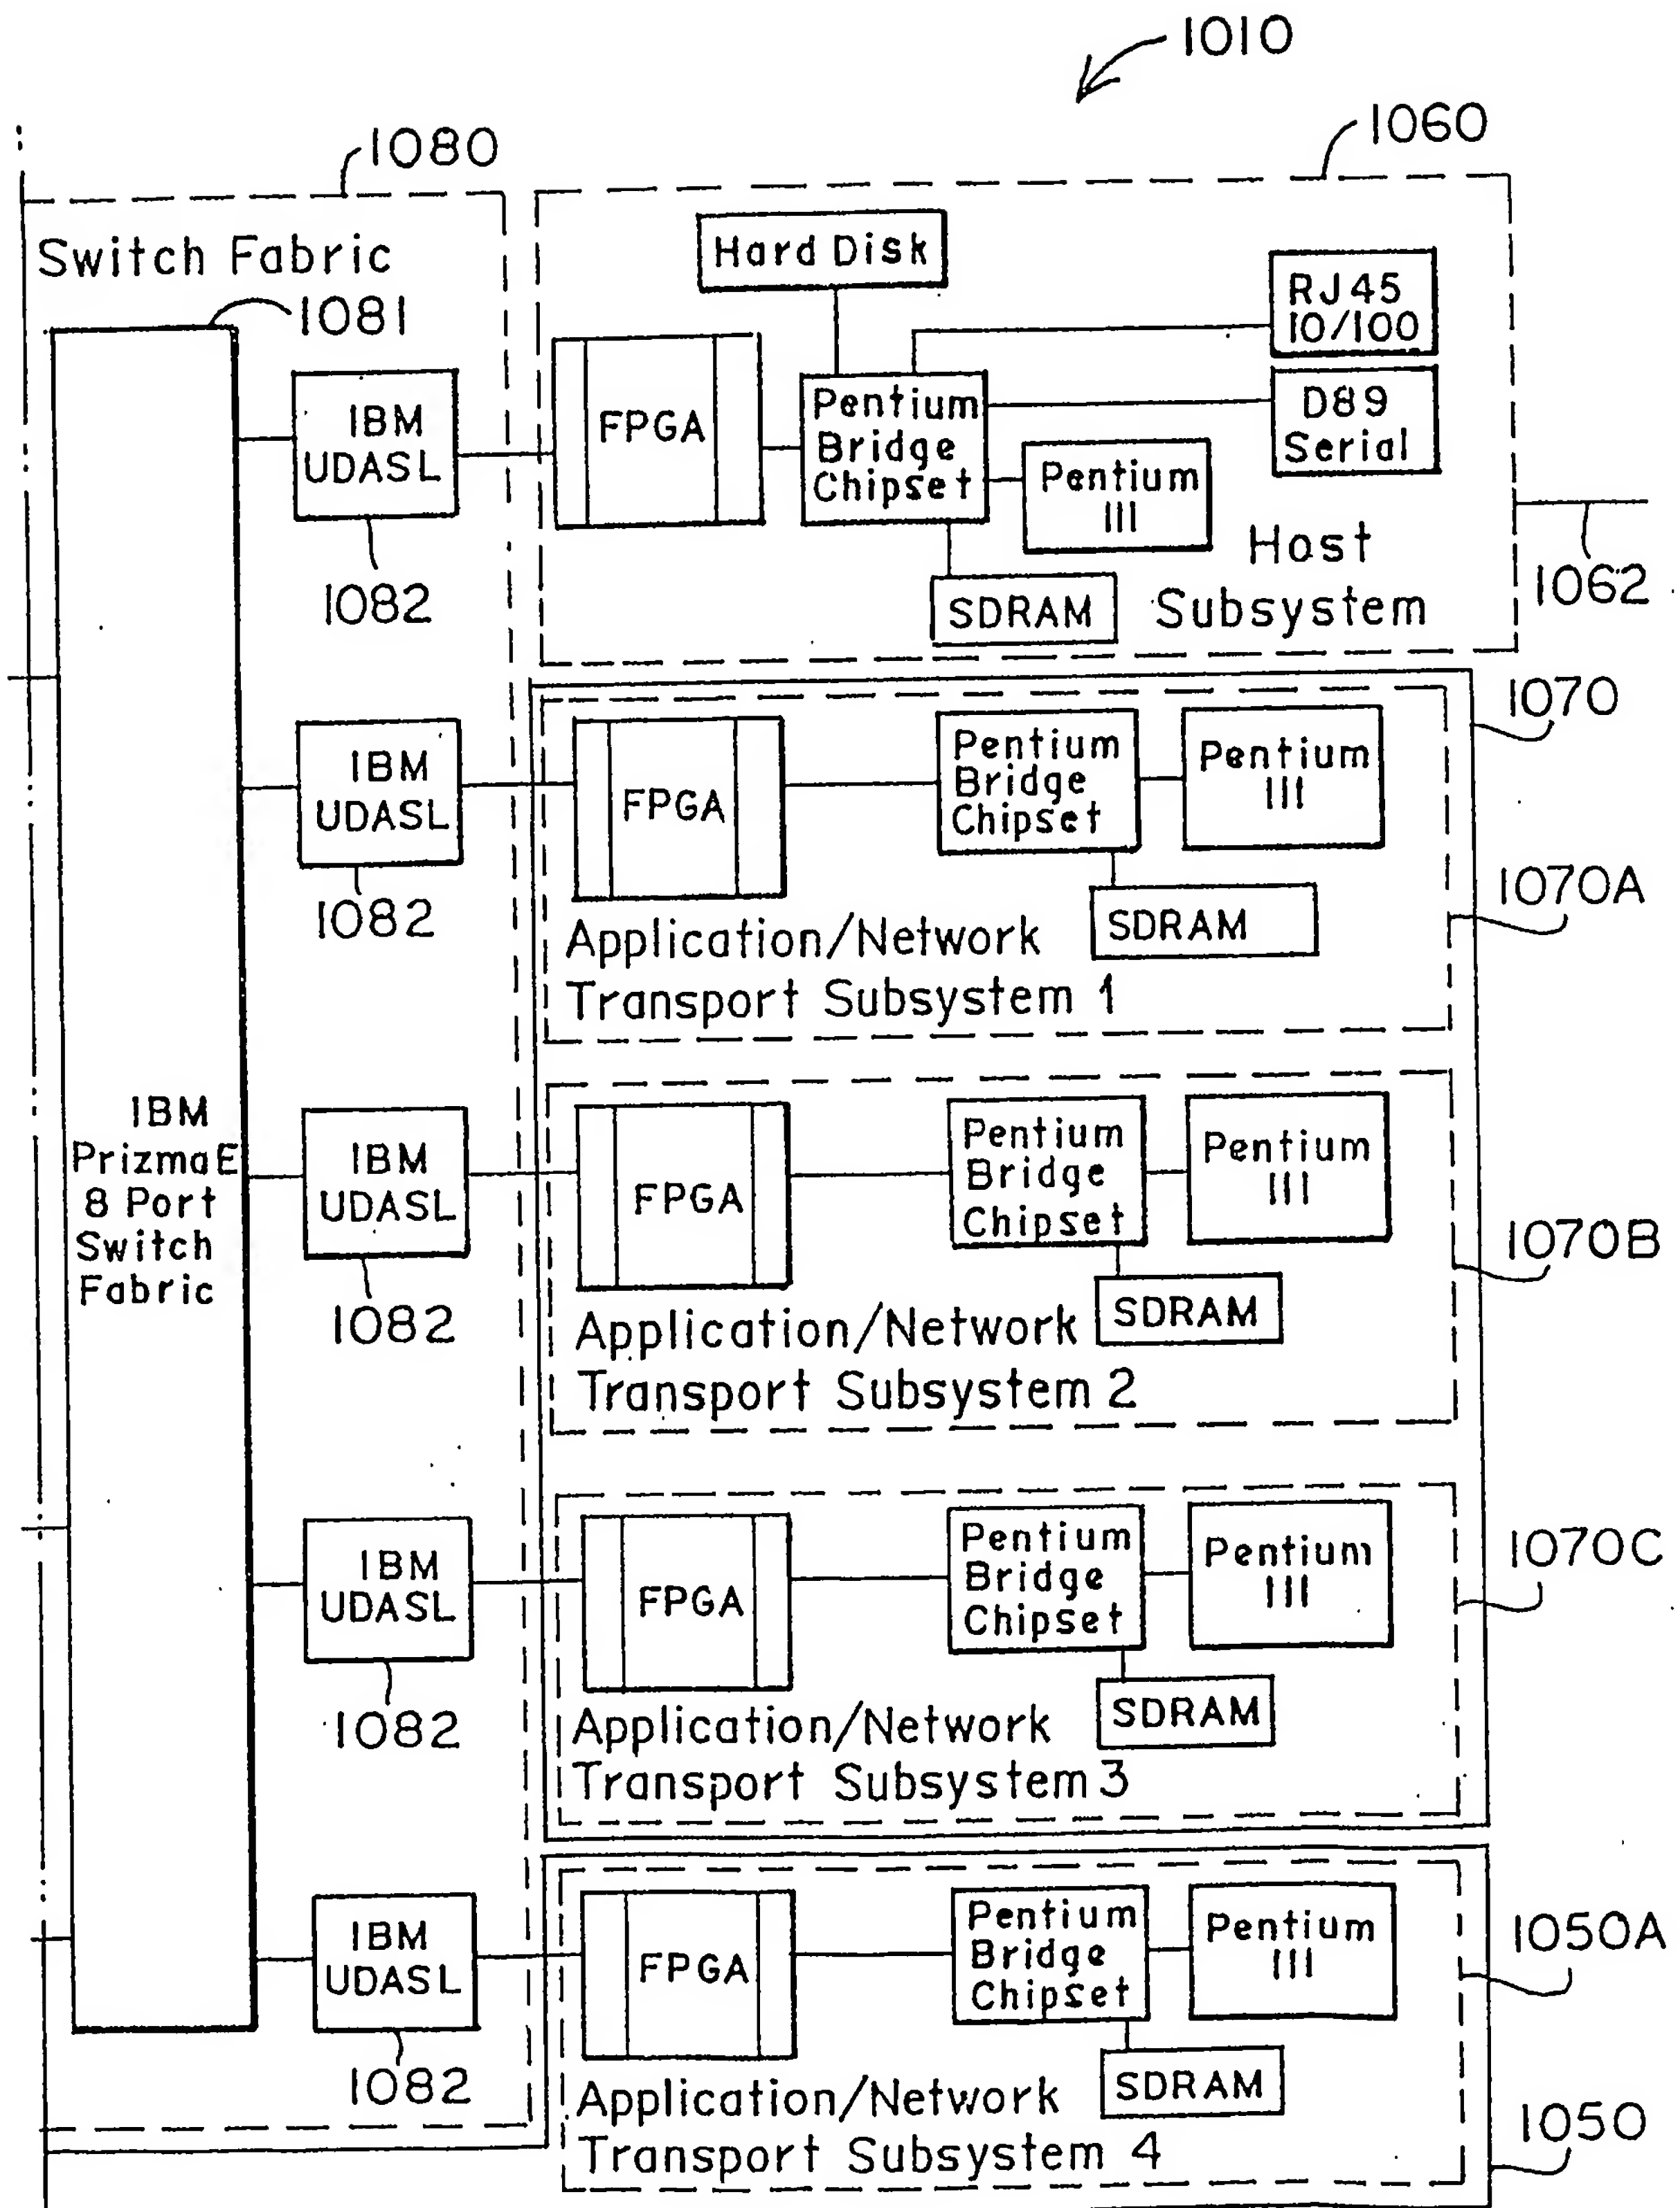 1010
1060
1080
Switch Fabric
1081
Hard Disk
RJ45
10/100
D89
Serial
IBM
UDASL
FPGA
Pentium
Bridge
Chipset
Pentium
III
SDRAM
Host
Subsystem
1082
1062
1070
IBM
UDASL
FPGA
Pentium
Bridge
Chipset
Pentium
III
SDRAM
1070A
1082
Application/Network
Transport Subsystem 1
IBM
PrizmaE
8 Port
Switch
Fabric
IBM
UDASL
FPGA
Pentium
Bridge
Chipset
Pentium
III
SDRAM
1070B
1082
Application/Network
Transport Subsystem 2
IBM
UDASL
FPGA
Pentium
Bridge
Chipset
Pentium
III
SDRAM
1070C
1082
Application/Network
Transport Subsystem 3
IBM
UDASL
FPGA
Pentium
Bridge
Chipset
Pentium
III
SDRAM
1050A
1082
Application/Network
Transport Subsystem 4
1050